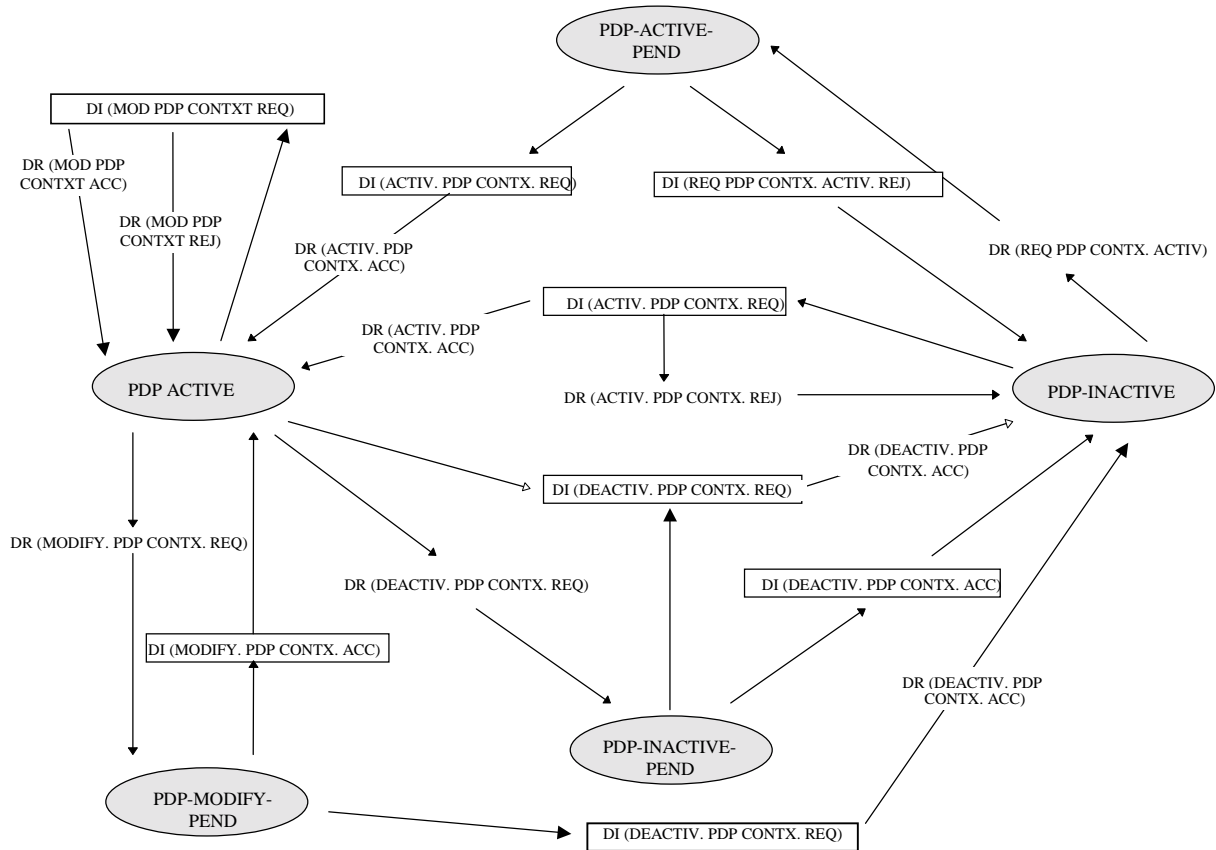 PDP-ACTIVE-
PEND
DI (MOD PDP CONTXT REQ)
DR (MOD PDP
CONTXT ACC)
DI (ACTIV. PDP CONTX. REQ)
DI (REQ PDP CONTX. ACTIV. REJ)
DR (MOD PDP
CONTXT REJ)
DR (ACTIV. PDP
CONTX. ACC)
DR (REQ PDP CONTX. ACTIV)
DI (ACTIV. PDP CONTX. REQ)
DR (ACTIV. PDP
CONTX. ACC)
PDP ACTIVE
DR (ACTIV. PDP CONTX. REJ)
PDP-INACTIVE
DR (DEACTIV. PDP
CONTX. ACC)
DI (DEACTIV. PDP CONTX. REQ)
DR (MODIFY. PDP CONTX. REQ)
DR (DEACTIV. PDP CONTX. REQ)
DI (DEACTIV. PDP CONTX. ACC)
DI (MODIFY. PDP CONTX. ACC)
DR (DEACTIV. PDP
CONTX. ACC)
PDP-INACTIVE-
PEND
PDP-MODIFY-
PEND
DI (DEACTIV. PDP CONTX. REQ)